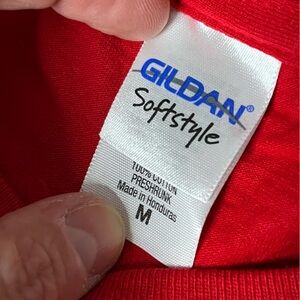 GILDAN®
Softstyle
100% COTTON
PRESHRUNK
Made in Honduras
M